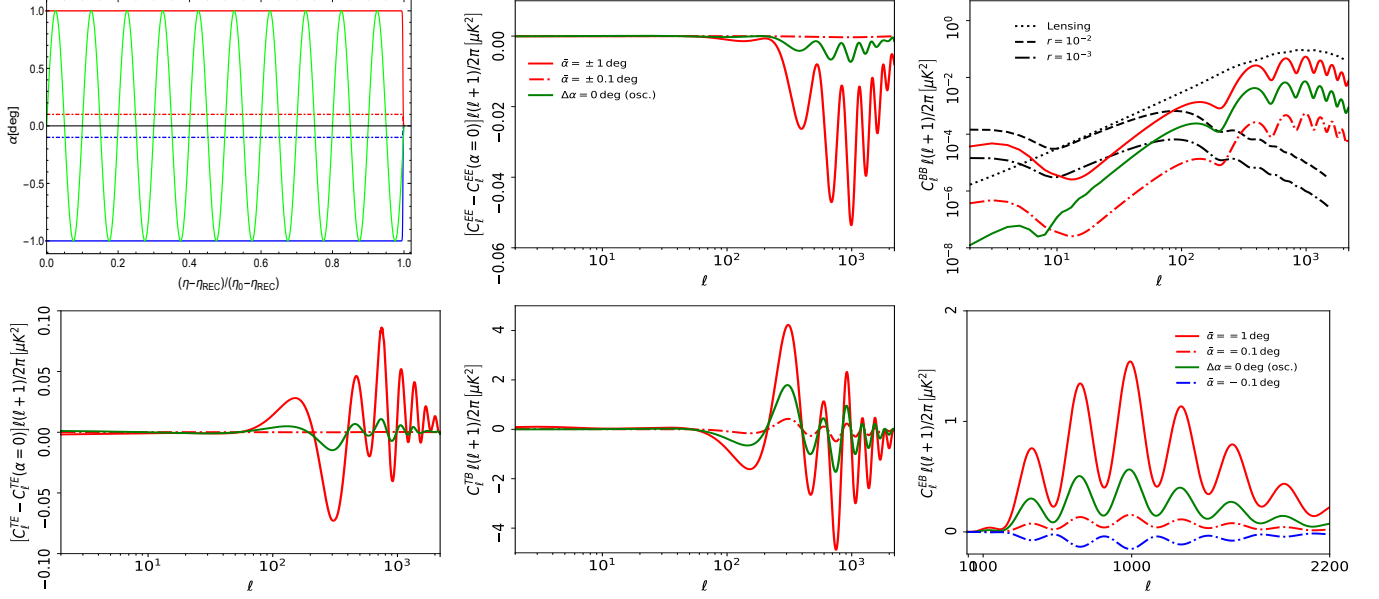 α[deg]
1.0
0.5
0.0
−0.5
−1.0
0.0
0.2
0.4
0.6
0.8
1.0
(η−η_REC)/(η_0−η_REC)
[C_ℓ^EE − C_ℓ^EE(α = 0)]ℓ(ℓ + 1)/2π [μK²]
0.00
−0.02
−0.04
−0.06
ᾱ = ±1 deg
ᾱ = ±0.1 deg
Δα = 0 deg (osc.)
10¹
10²
10³
ℓ
C_ℓ^BB ℓ(ℓ + 1)/2π [μK²]
10⁰
10⁻²
10⁻⁴
10⁻⁶
10⁻⁸
Lensing
r = 10⁻²
r = 10⁻³
10¹
10²
10³
ℓ
[C_ℓ^TE − C_ℓ^TE(α = 0)]ℓ(ℓ + 1)/2π [μK²]
0.10
0.05
0.00
−0.05
−0.10
10¹
10²
10³
ℓ
C_ℓ^TB ℓ(ℓ + 1)/2π [μK²]
4
2
0
−2
−4
10¹
10²
10³
ℓ
C_ℓ^EB ℓ(ℓ + 1)/2π [μK²]
2
1
0
ᾱ = =1 deg
ᾱ = =0.1 deg
Δα = 0 deg (osc.)
ᾱ = −0.1 deg
100
1000
2200
ℓ